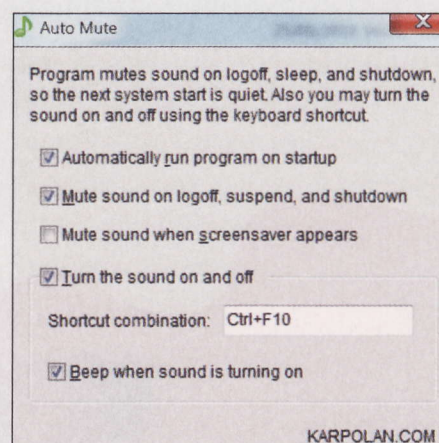 Auto Mute
Program mutes sound on logoff, sleep, and shutdown,
so the next system start is quiet. Also you may turn the
sound on and off using the keyboard shortcut.
Automatically run program on startup
Mute sound on logoff, suspend, and shutdown
Mute sound when screensaver appears
Turn the sound on and off
Shortcut combination: Ctrl+F10
Beep when sound is turning on
KARPOLAN.COM